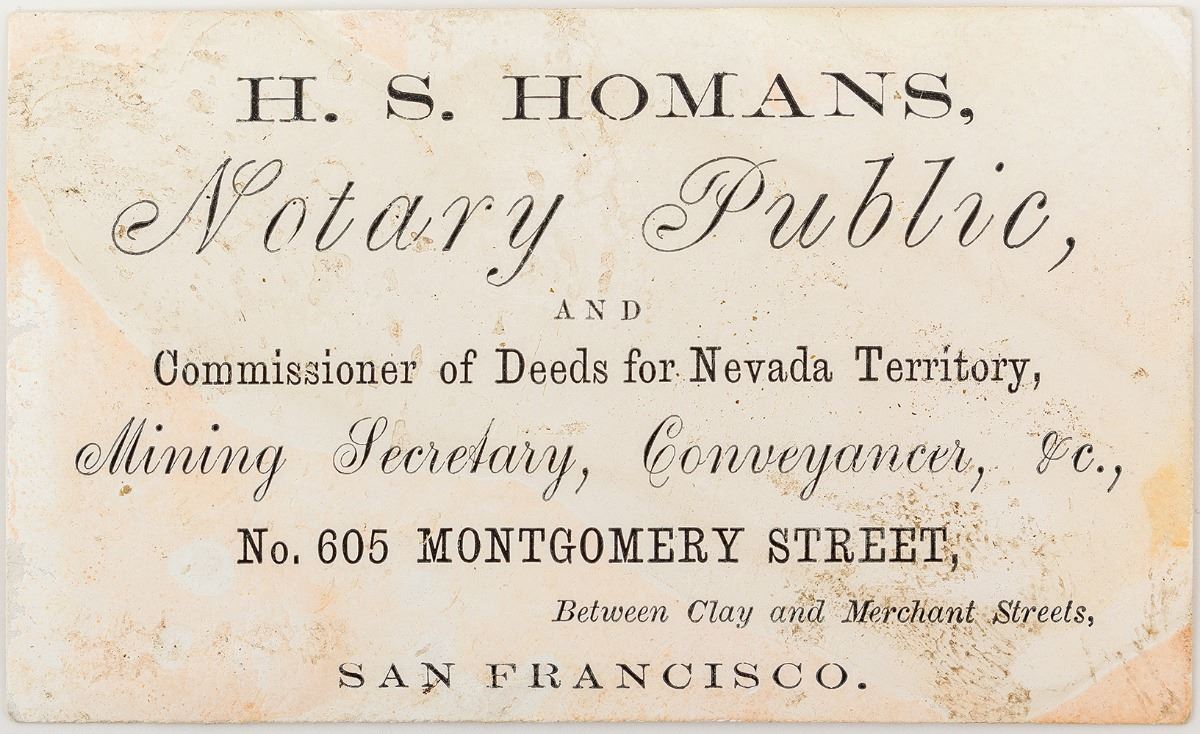 H. S. HOMANS,
Notary Public,
AND
Commissioner of Deeds for Nevada Territory,
Mining Secretary, Conveyancer, &c.,
No. 605 MONTGOMERY STREET,
Between Clay and Merchant Streets,
SAN FRANCISCO.